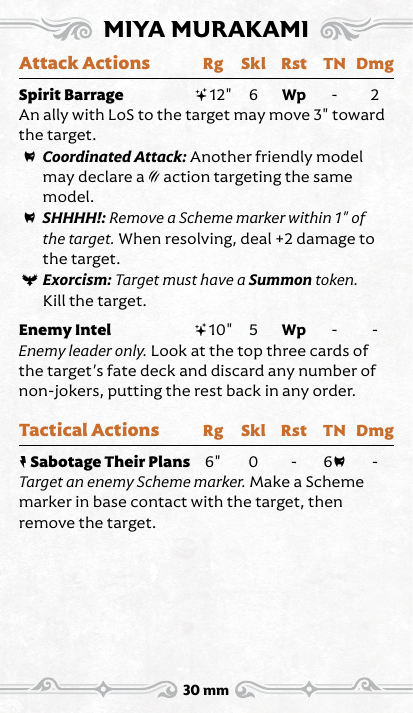 MIYA MURAKAMI
Attack Actions Rg Skl Rst TN Dmg
Spirit Barrage 12" 6 Wp - 2
An ally with LoS to the target may move 3" toward
the target.
Coordinated Attack: Another friendly model
may declare a action targeting the same
model.
SHHHH!: Remove a Scheme marker within 1" of
the target. When resolving, deal +2 damage to
the target.
Exorcism: Target must have a Summon token.
Kill the target.
Enemy Intel 10" 5 Wp - -
Enemy leader only. Look at the top three cards of
the target's fate deck and discard any number of
non-jokers, putting the rest back in any order.
Tactical Actions Rg Skl Rst TN Dmg
Sabotage Their Plans 6" 0 - 6 -
Target an enemy Scheme marker. Make a Scheme
marker in base contact with the target, then
remove the target.
30 mm